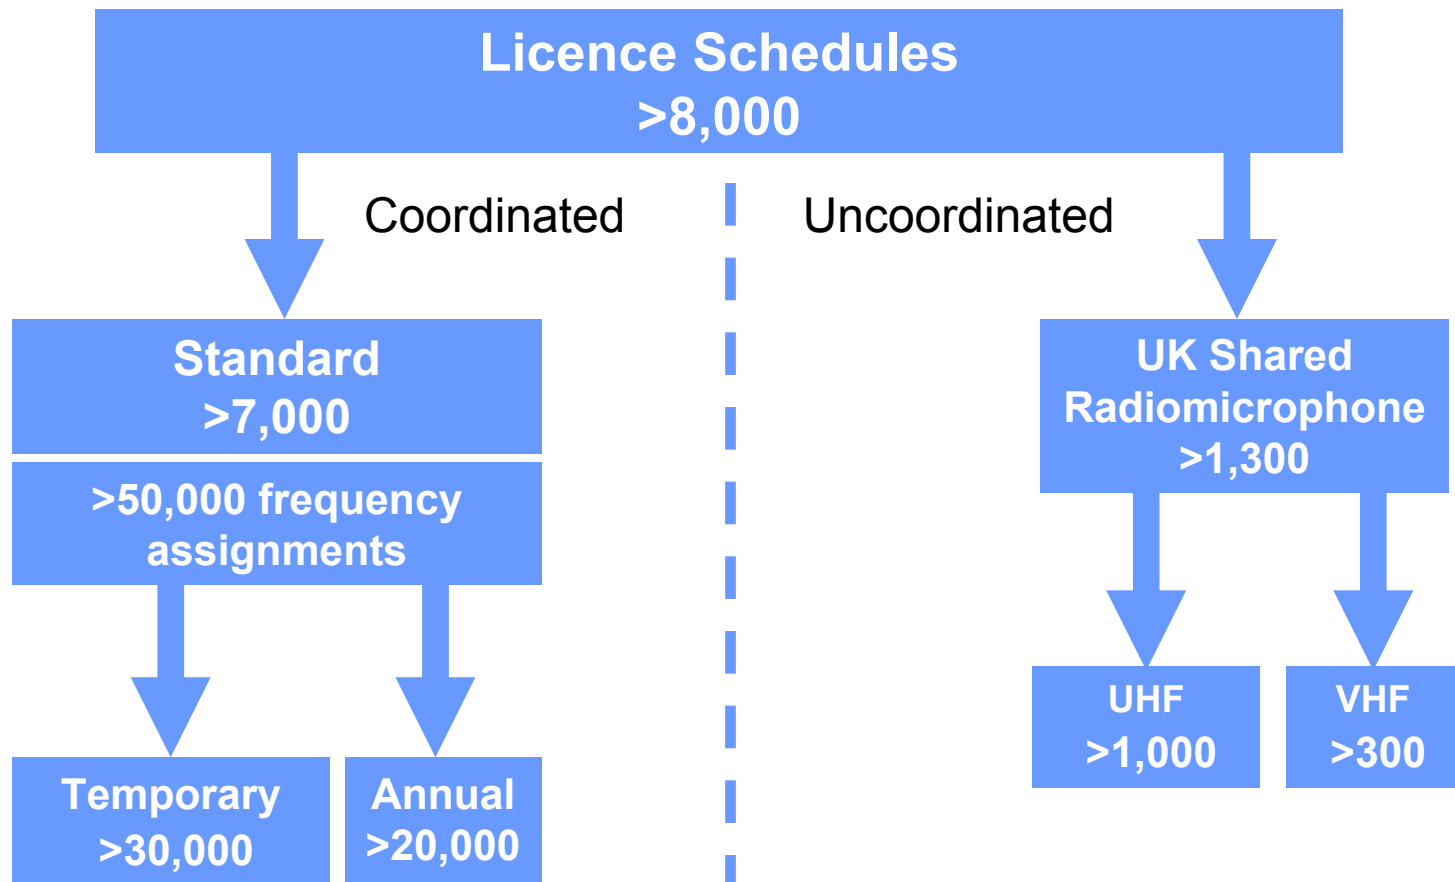 Licence Schedules
>8,000
Coordinated
Uncoordinated
Standard
>7,000
>50,000 frequency
assignments
Temporary
>30,000
Annual
>20,000
UK Shared
Radiomicrophone
>1,300
UHF
>1,000
VHF
>300